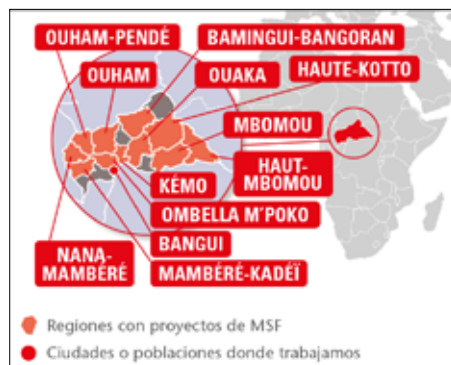 OUHAM-PENDÉ
BAMINGUI-BANGORAN
OUHAM
OUAKA
HAUTE-KOTTO
MBOMOU
HAUT-
MBOMOU
KÉMO
OMBELLA M'POKO
BANGUI
NANA-
MAMBÉRÉ
MAMBÉRÉ-KADÉÏ
Regiones con proyectos de MSF
Ciudades o poblaciones donde trabajamos